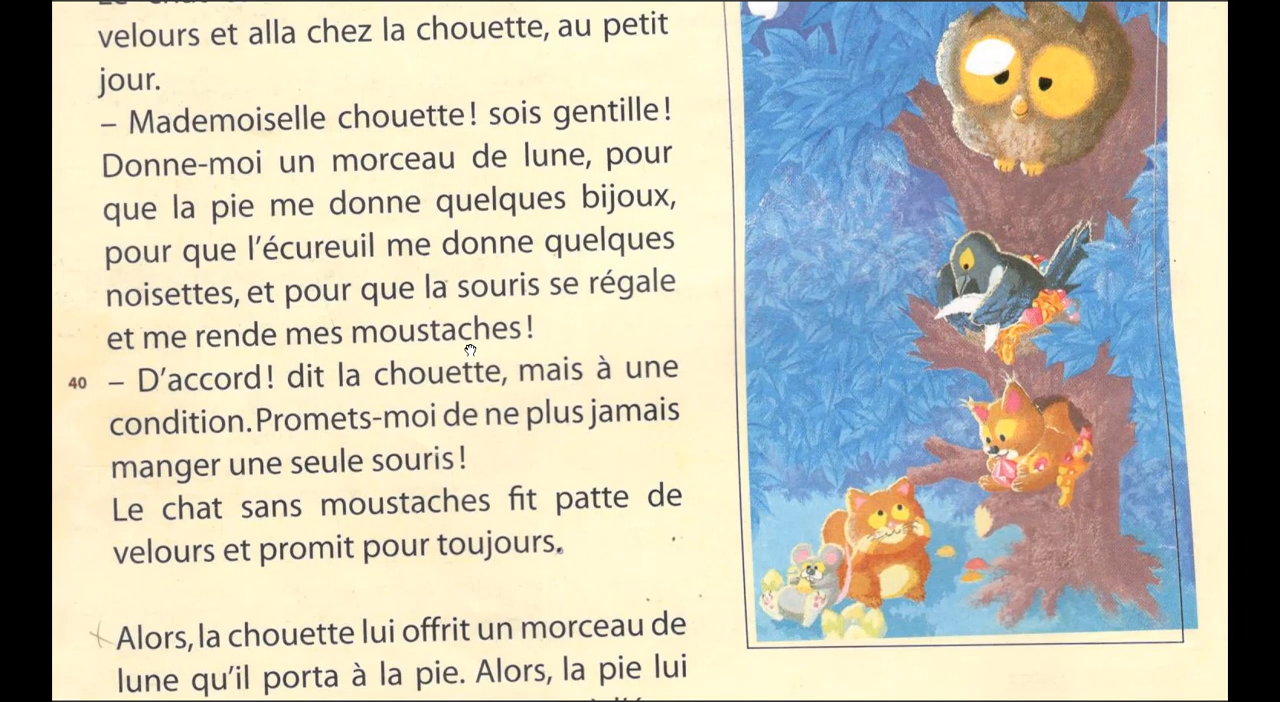 velours et alla chez la chouette, au petit
jour.
– Mademoiselle chouette! sois gentille!
Donne-moi un morceau de lune, pour
que la pie me donne quelques bijoux,
pour que l'écureuil me donne quelques
noisettes, et pour que la souris se régale
et me rende mes moustaches!
40 – D'accord! dit la chouette, mais à une
condition. Promets-moi de ne plus jamais
manger une seule souris!
Le chat sans moustaches fit patte de
velours et promit pour toujours.
Alors, la chouette lui offrit un morceau de
lune qu'il porta à la pie. Alors, la pie lui